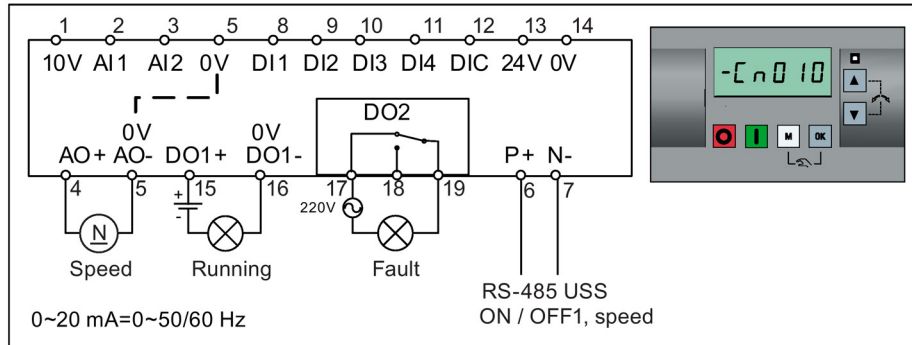 1 2 3 5 8 9 10 11 12 13 14
10V AI1 AI2 0V DI1 DI2 DI3 DI4 DIC 24V 0V
-Cn010
DO2
0V 0V
AO+ AO- DO1+ DO1- P+ N-
4 5 15 16 17 18 19 6 7
M OK
+
-
220V
N
Speed Running Fault
RS-485 USS
ON / OFF1, speed
0~20 mA=0~50/60 Hz